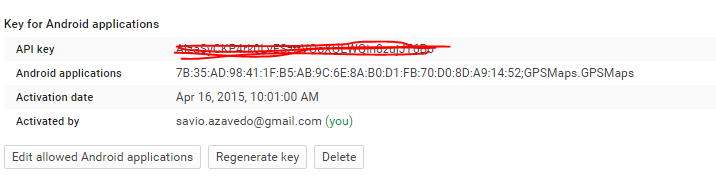 Key for Android applications
API key
Android applications 7B:35:AD:98:41:1F:B5:AB:9C:6E:8A:B0:D1:FB:70:D0:8D:A9:14:52;GPSMaps.GPSMaps
Activation date Apr 16, 2015, 10:01:00 AM
Activated by savio.azavedo@gmail.com (you)
Edit allowed Android applications Regenerate key Delete